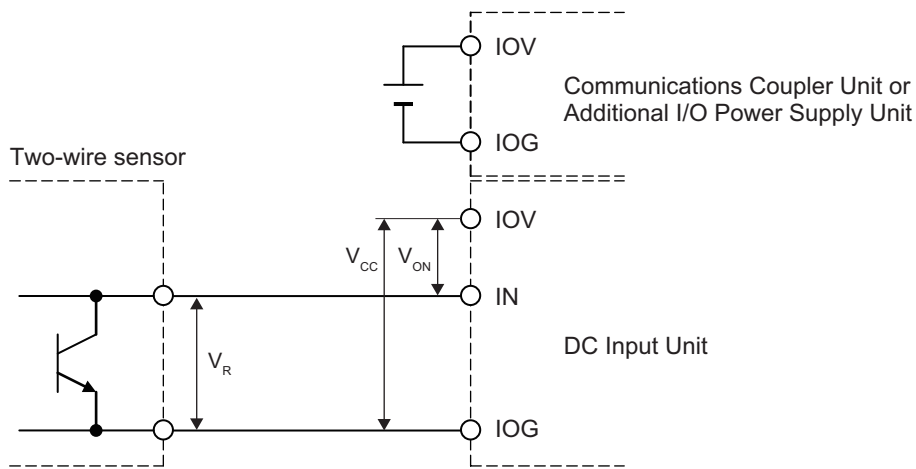 IOV
Communications Coupler Unit or
Additional I/O Power Supply Unit
IOG
Two-wire sensor
IOV
VCC
VON
IN
VR
DC Input Unit
IOG